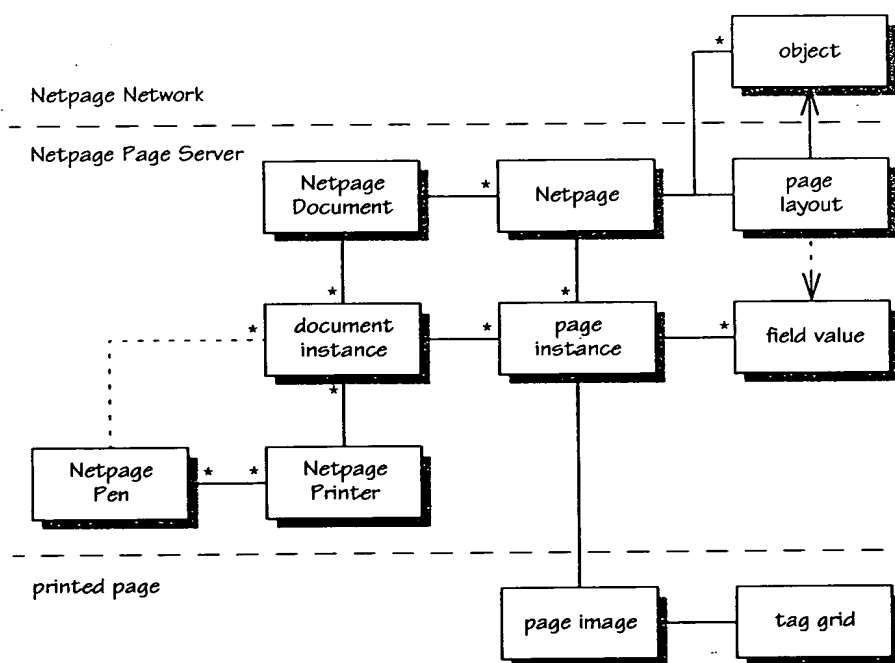 *
object
Netpage Network
Netpage Page Server
Netpage
Document
*
Netpage
page
layout
*
*
*
document
instance
*
page
instance
*
field value
*
Netpage
Pen
*
*
Netpage
Printer
printed page
page image
tag grid